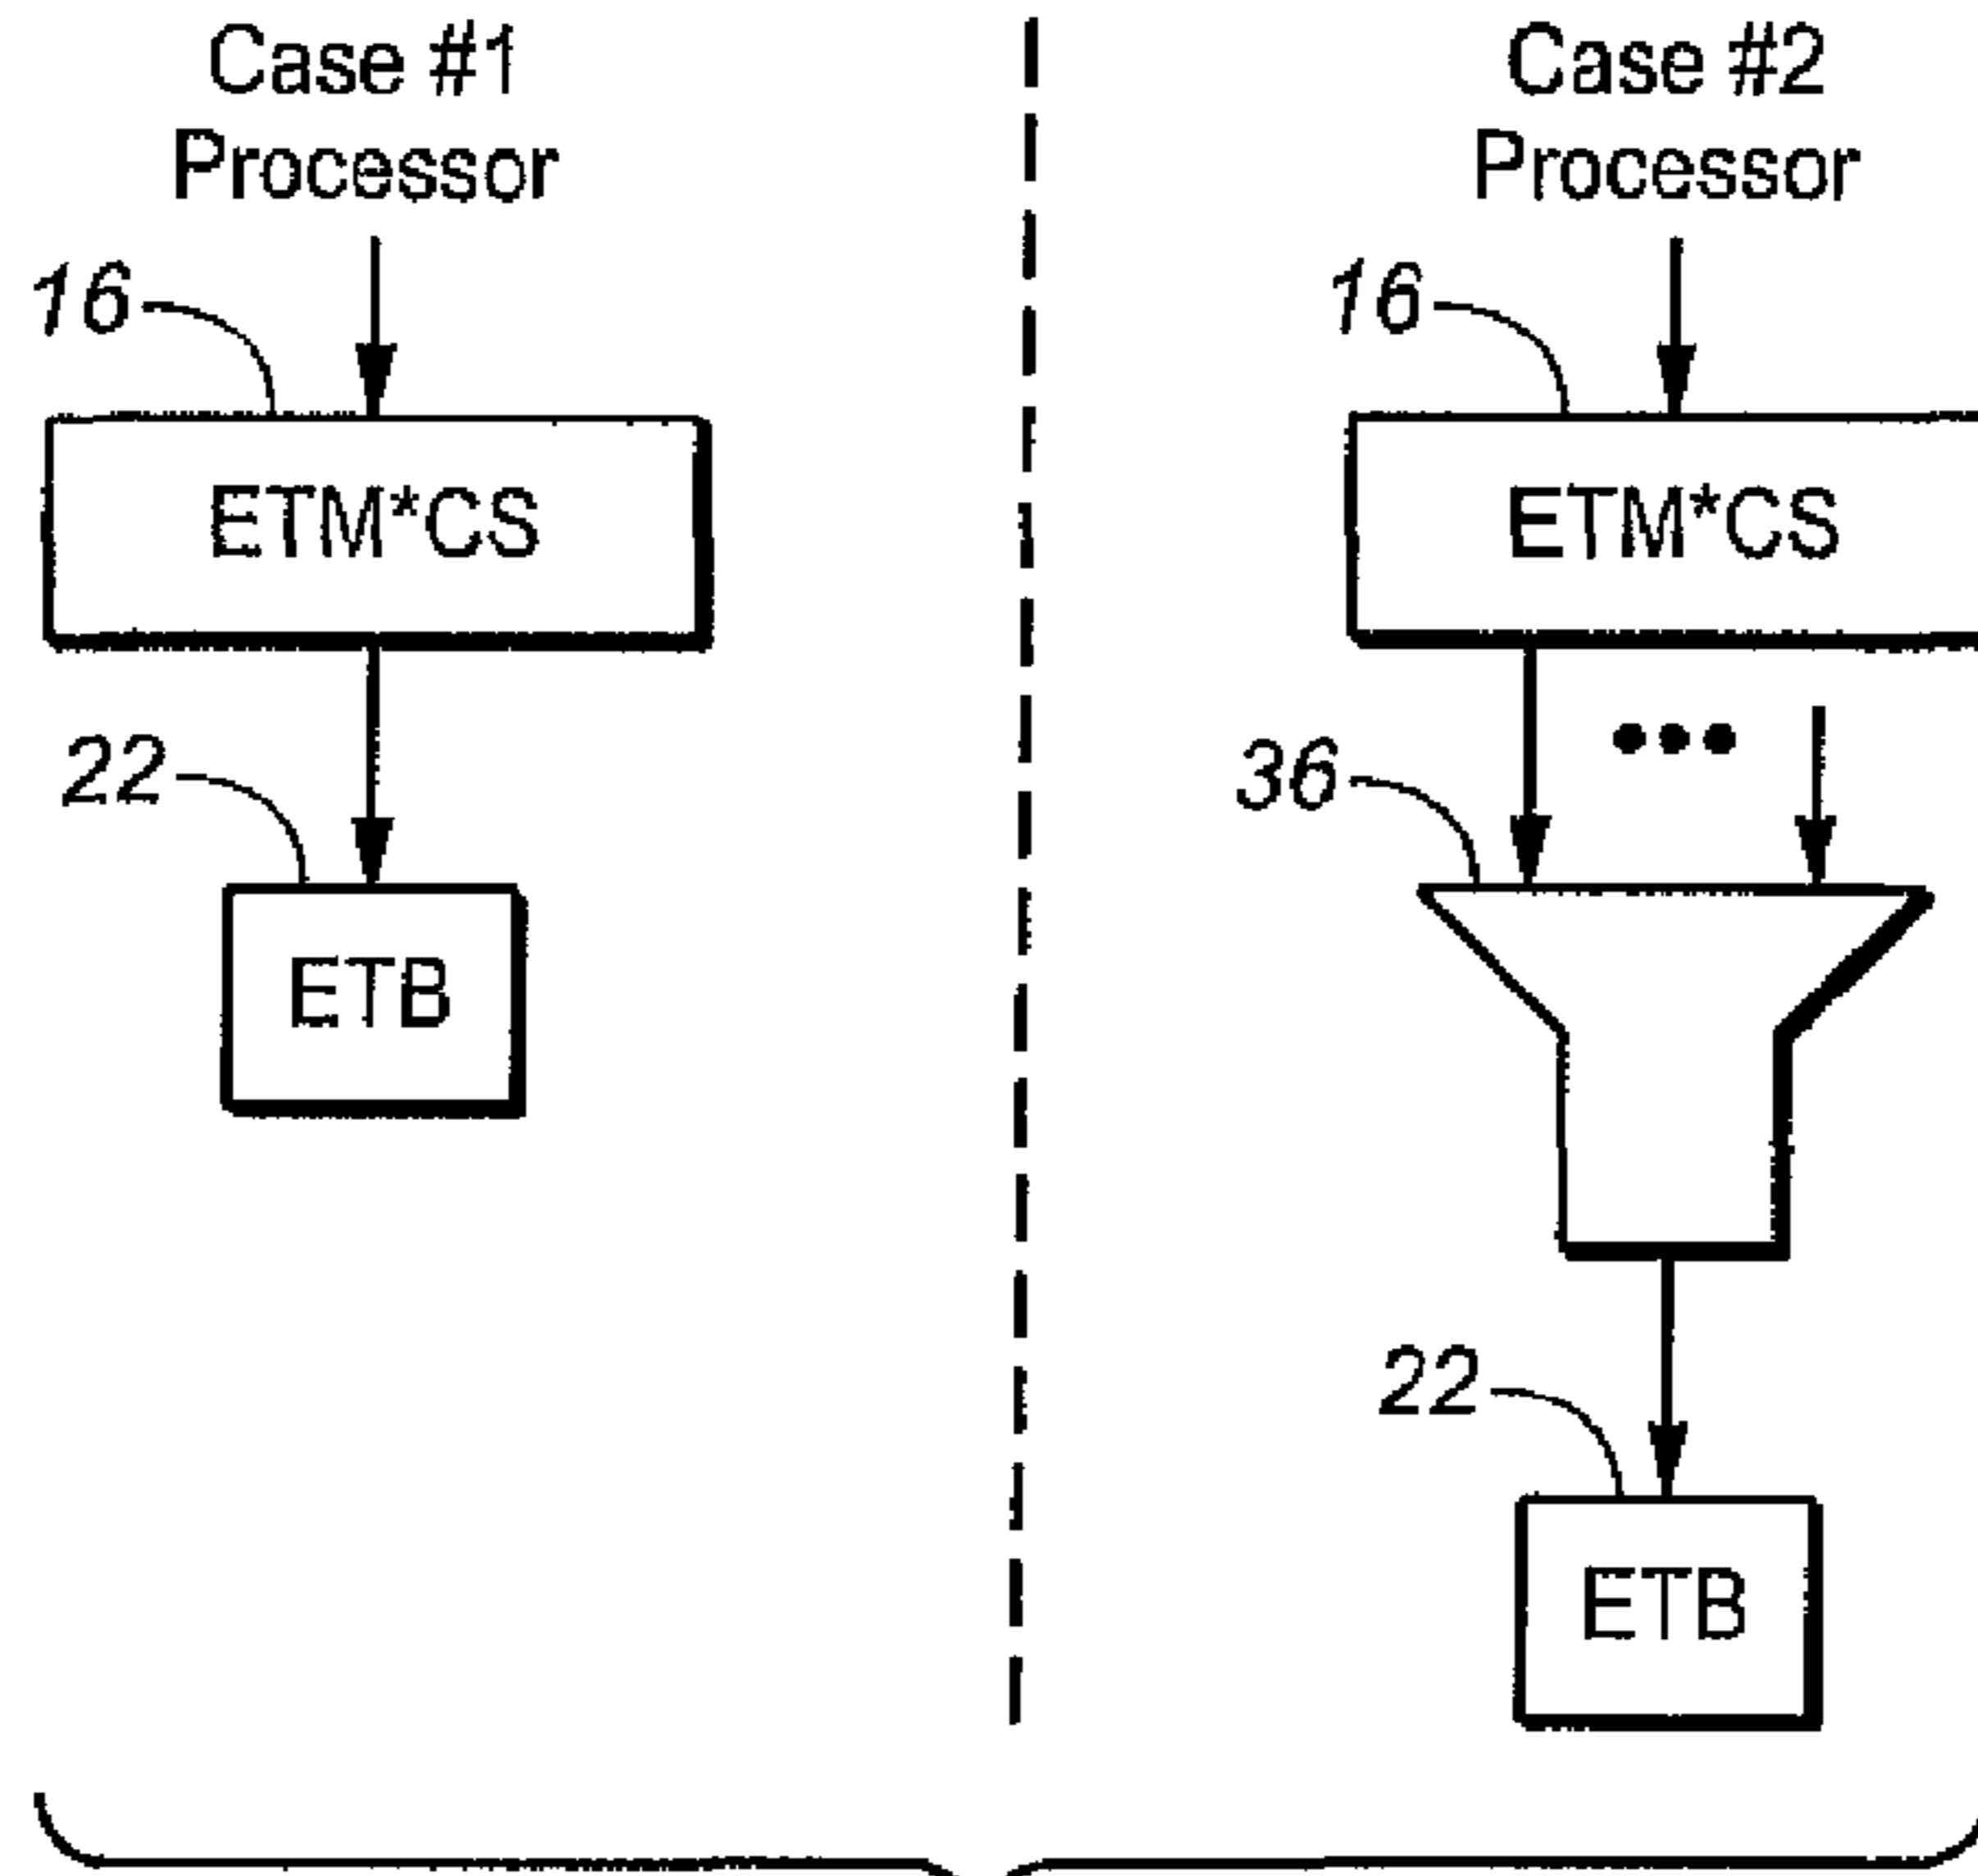 Case #1
Processor
16
ETM*CS
22
ETB
Case #2
Processor
16
ETM*CS
36
22
ETB